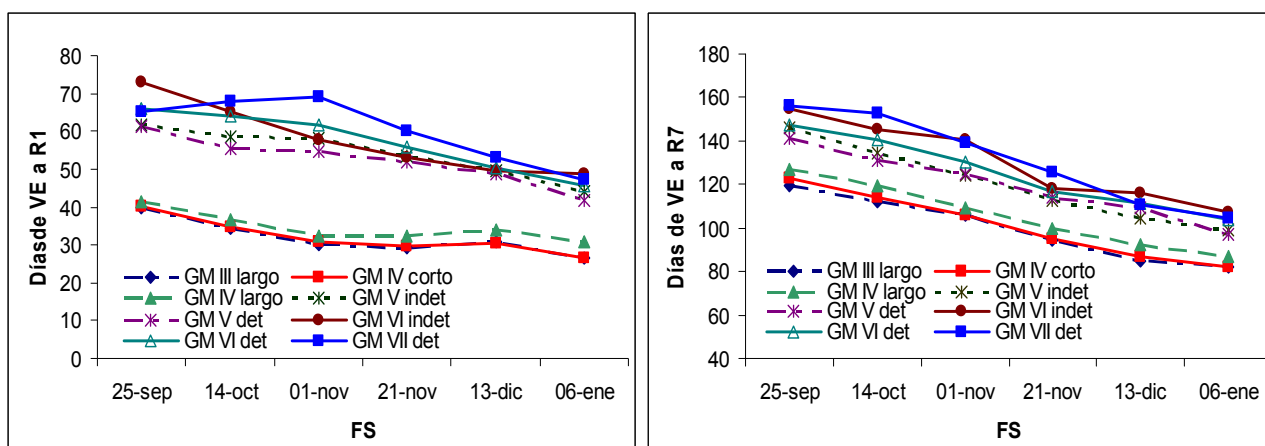 Díasde VE a R1
80
70
60
50
40
30
20
10
0
GM III largo
GM IV corto
GM IV largo
GM V indet
GM V det
GM VI indet
GM VI det
GM VII det
25-sep
14-oct
01-nov
21-nov
13-dic
06-ene
FS
Días de VE a R7
180
160
140
120
100
80
60
40
GM III largo
GM IV corto
GM IV largo
GM V indet
GM V det
GM VI indet
GM VI det
GM VII det
25-sep
14-oct
01-nov
21-nov
13-dic
06-ene
FS